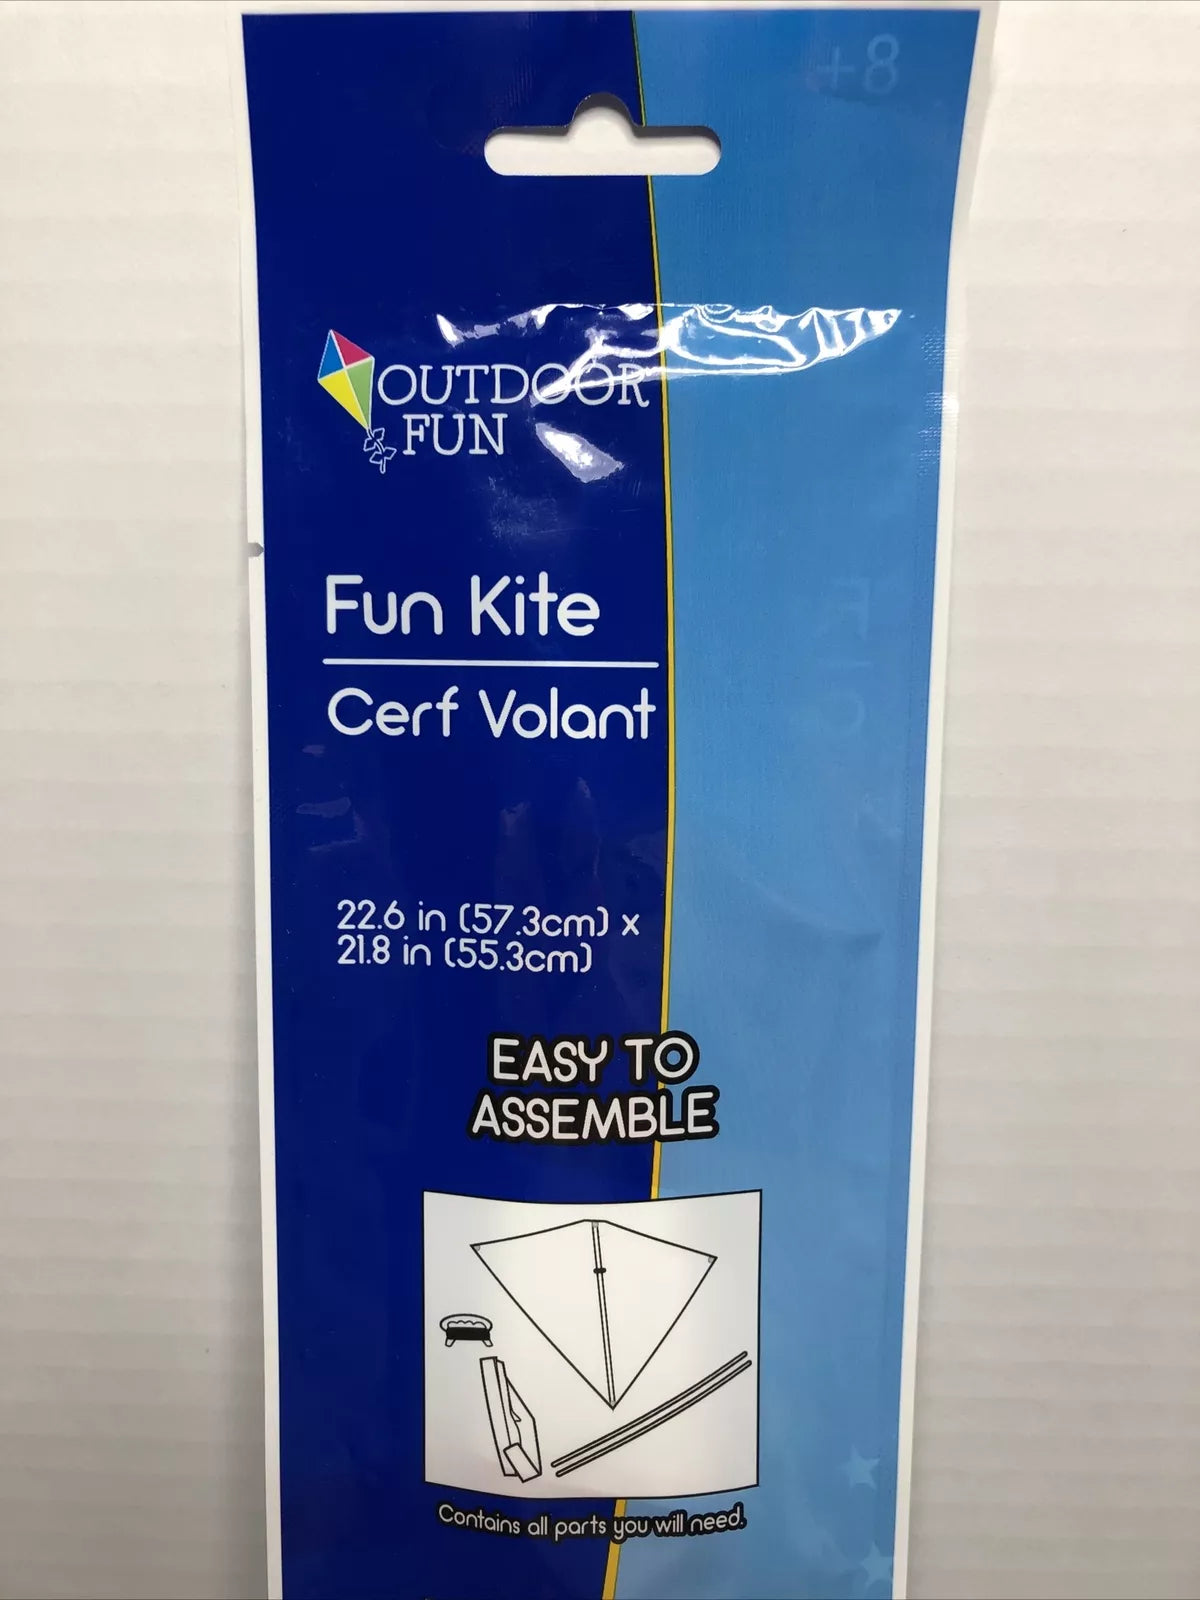 OUTDOOR
FUN
Fun Kite
Cerf Volant
22.6 in (57.3cm) x
21.8 in (55.3cm)
EASY TO
ASSEMBLE
Contains all parts you will need.